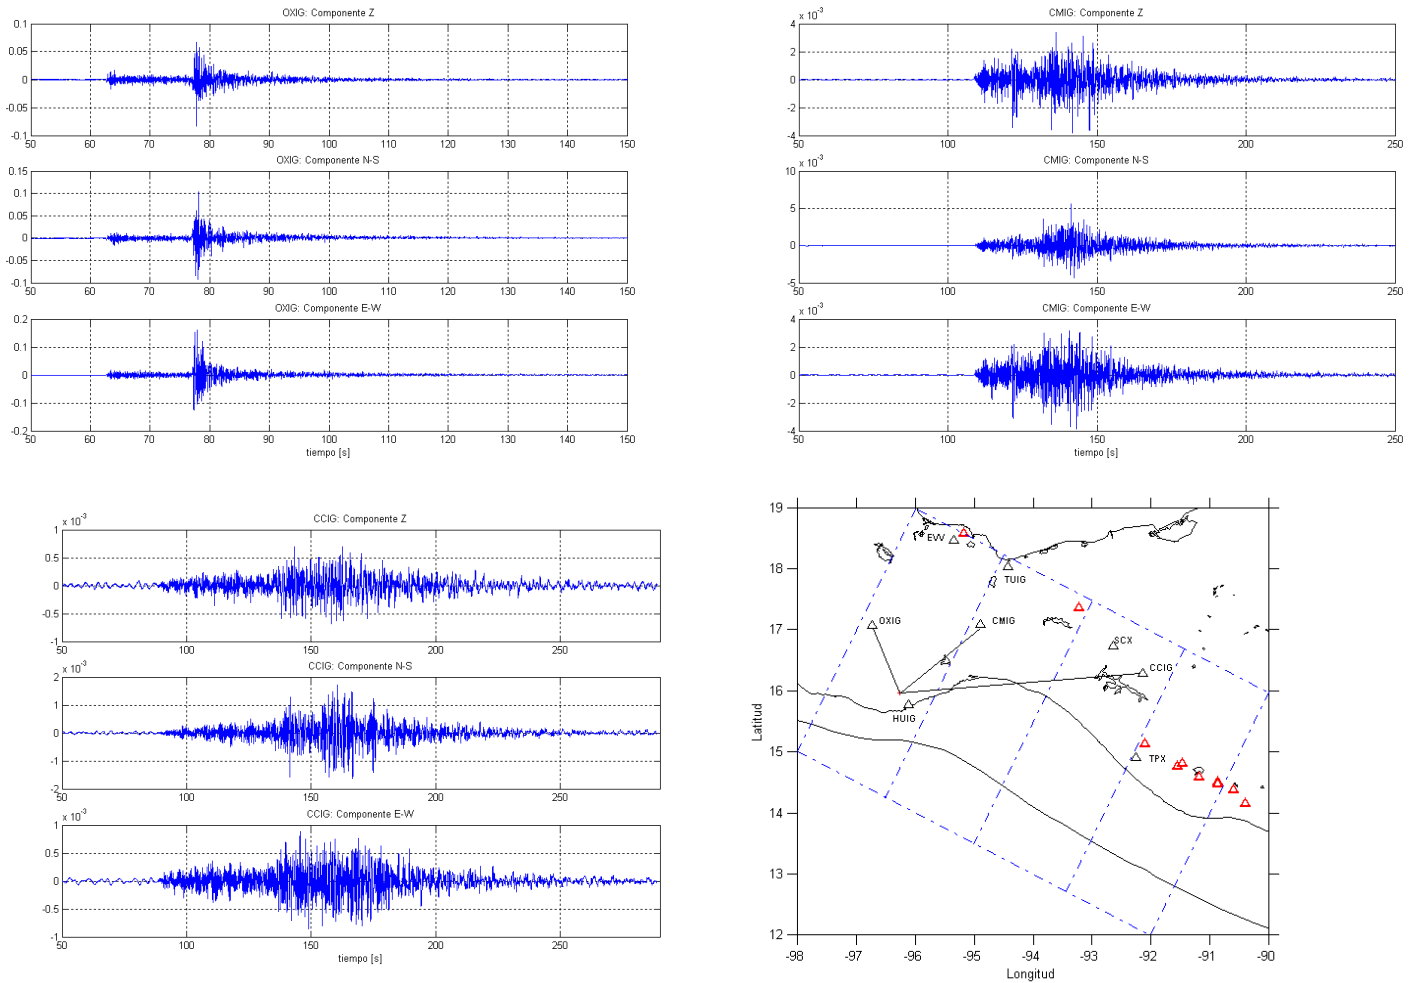 OXIG: Componente Z
0.1
0.05
0
-0.05
-0.1
50 60 70 80 90 100 110 120 130 140 150
OXIG: Componente N-S
0.15
0.1
0.05
0
-0.05
-0.1
50 60 70 80 90 100 110 120 130 140 150
OXIG: Componente E-W
0.2
0.1
0
-0.1
-0.2
50 60 70 80 90 100 110 120 130 140 150
tiempo [s]
CMIG: Componente Z
x 10⁻³
4
2
0
-2
-4
50 100 150 200 250
CMIG: Componente N-S
x 10⁻³
10
5
0
-5
50 100 150 200 250
CMIG: Componente E-W
x 10⁻³
4
2
0
-2
-4
50 100 150 200 250
tiempo [s]
CCIG: Componente Z
x 10⁻³
1
0.5
0
-0.5
-1
50 100 150 200 250
CCIG: Componente N-S
x 10⁻³
2
1
0
-1
-2
50 100 150 200 250
CCIG: Componente E-W
x 10⁻³
1
0.5
0
-0.5
-1
50 100 150 200 250
tiempo [s]
19
18
17
16
15
14
13
12
Latitud
EVV
TUIG
OXIG
CMIG
SCX
CCIG
HUIG
TPX
-98 -97 -96 -95 -94 -93 -92 -91 -90
Longitud